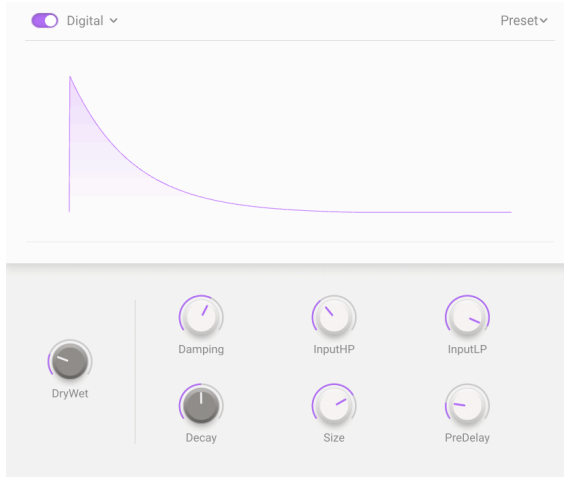 Digital
Preset
Damping
InputHP
InputLP
DryWet
Decay
Size
PreDelay